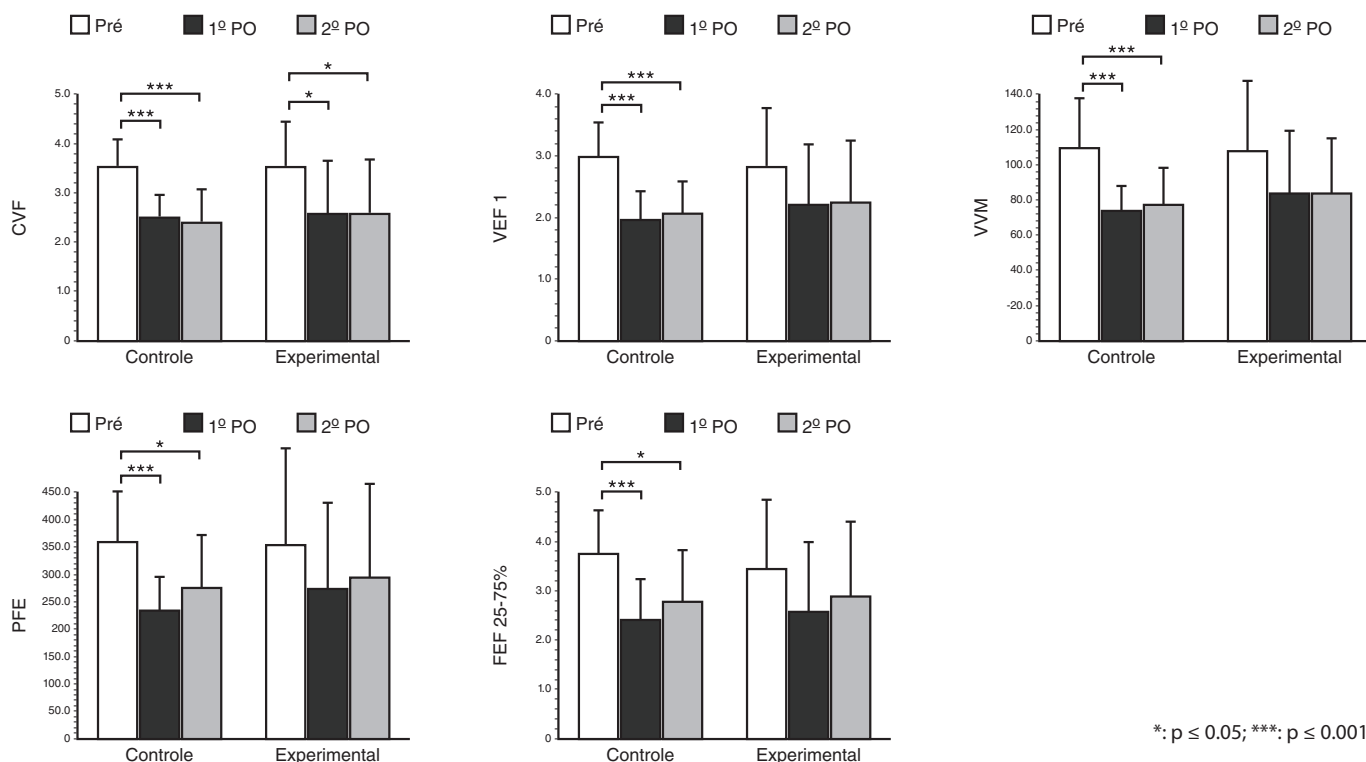 Pré 1º PO 2º PO
*
*** ***
*** *
5.0
4.0
3.0
2.0
1.0
0
CVF
Controle Experimental
Pré 1º PO 2º PO
***
***
4.0
3.0
2.0
1.0
0
VEF 1
Controle Experimental
Pré 1º PO 2º PO
***
***
140.0
120.0
100.0
80.0
60.0
40.0
-20.0
0
VVM
Controle Experimental
Pré 1º PO 2º PO
*
***
450.0
400.0
350.0
300.0
250.0
200
150.0
100.0
50.0
0
PFE
Controle Experimental
Pré 1º PO 2º PO
*
***
5.0
4.0
3.0
2.0
1.0
0
FEF 25-75%
Controle Experimental
*: p ≤ 0.05; ***: p ≤ 0.001